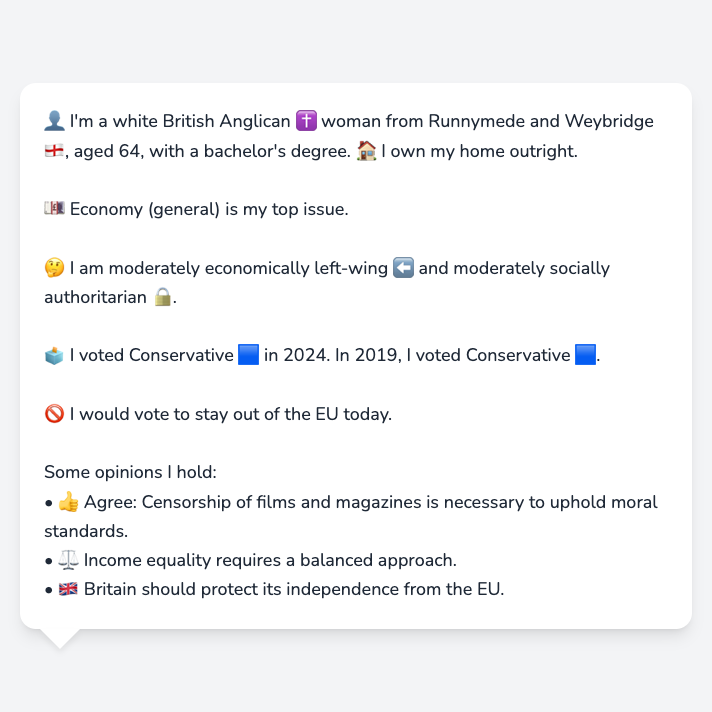 👤 I'm a white British Anglican ✝️ woman from Runnymede and Weybridge
🏴󠁧󠁢󠁥󠁮󠁧󠁿, aged 64, with a bachelor's degree. 🏠 I own my home outright.
💷 Economy (general) is my top issue.
🤔 I am moderately economically left-wing ⬅️ and moderately socially
authoritarian 🔒.
🗳️ I voted Conservative 🟦 in 2024. In 2019, I voted Conservative 🟦.
🚫 I would vote to stay out of the EU today.
Some opinions I hold:
• 👍 Agree: Censorship of films and magazines is necessary to uphold moral
standards.
• ⚖️ Income equality requires a balanced approach.
• 🇬🇧 Britain should protect its independence from the EU.